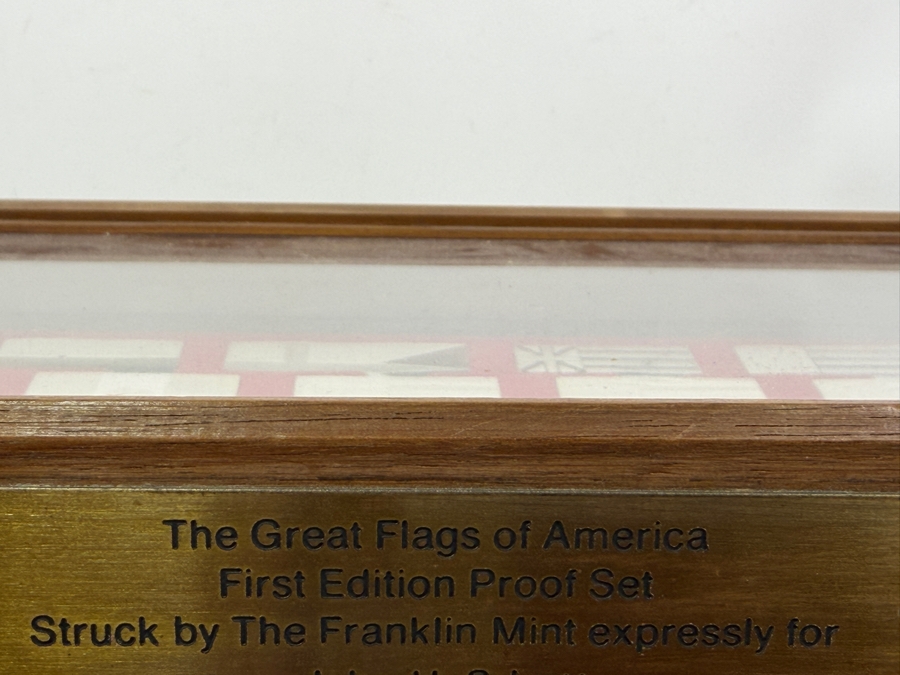 The Great Flags of America
First Edition Proof Set
Struck by The Franklin Mint expressly for